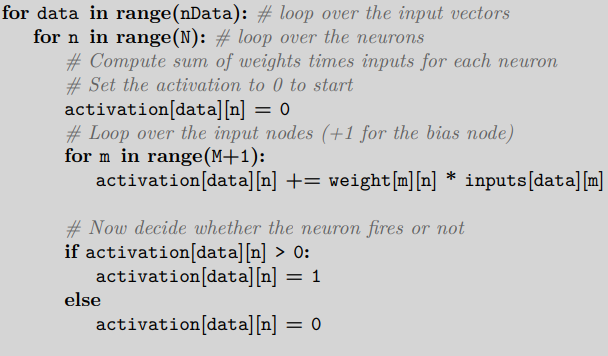 for data in range(nData): # loop over the input vectors
for n in range(N): # loop over the neurons
# Compute sum of weights times inputs for each neuron
# Set the activation to 0 to start
activation[data][n] = 0
# Loop over the input nodes (+1 for the bias node)
for m in range(M+1):
activation[data][n] += weight[m][n] * inputs[data][m]
# Now decide whether the neuron fires or not
if activation[data][n] > 0:
activation[data][n] = 1
else
activation[data][n] = 0